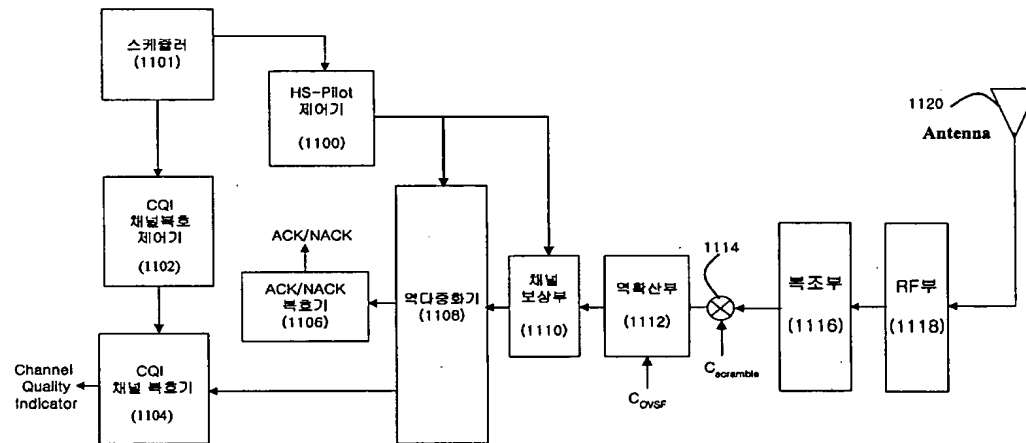 스케쥴러
(1101)
HS-Pilot
제어기
(1100)
1120
Antenna
CQI
채널복호
제어기
(1102)
ACK/NACK
ACK/NACK
복호기
(1106)
역다중화기
(1108)
채널
보상부
(1110)
역확산부
(1112)
1114
복조부
(1116)
RF부
(1118)
Cscramble
COVSF
Channel
Quality
Indicator
CQI
채널 복호기
(1104)